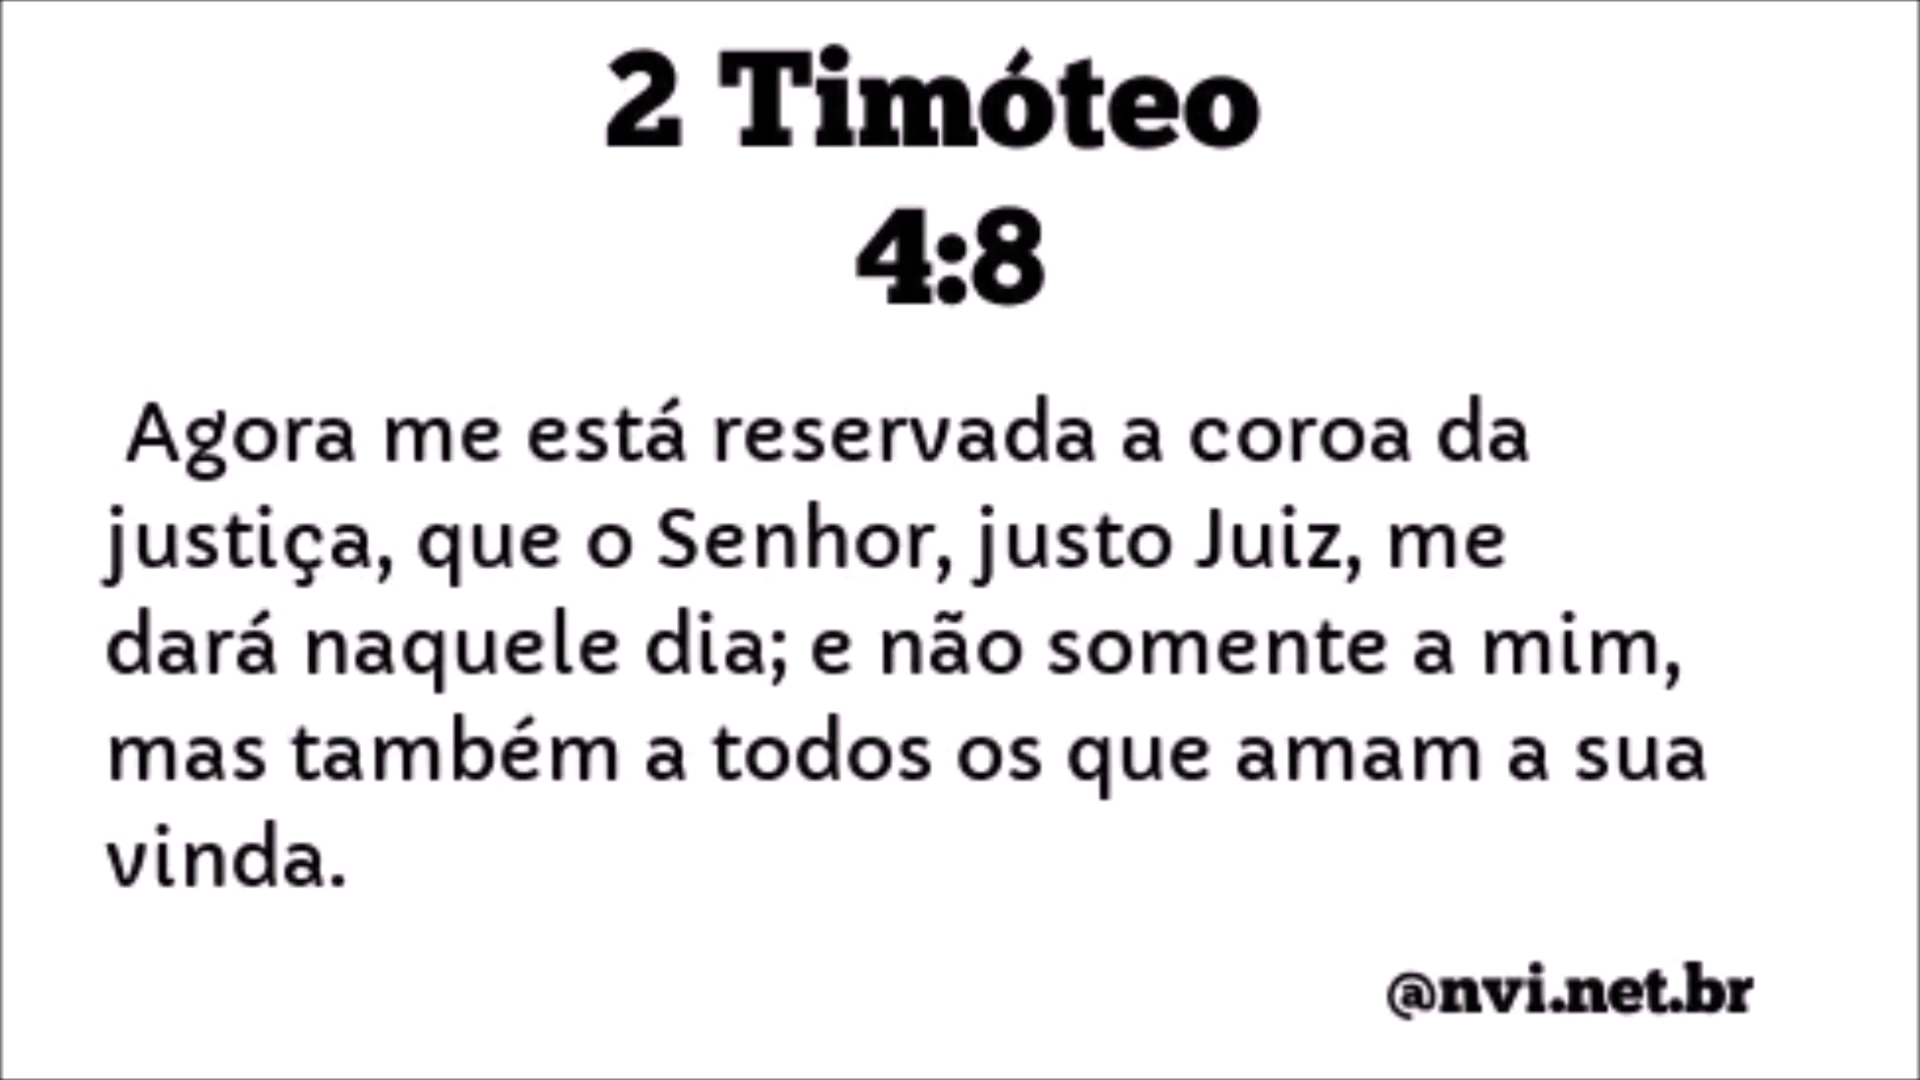 2 Timóteo
4:8
Agora me está reservada a coroa da
justiça, que o Senhor, justo Juiz, me
dará naquele dia; e não somente a mim,
mas também a todos os que amam a sua
vinda.
@nvi.net.br